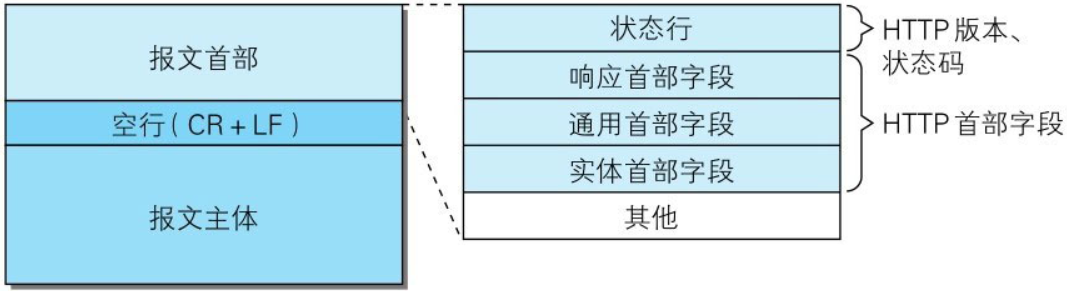 报文首部
空行（CR + LF）
报文主体
状态行
响应首部字段
通用首部字段
实体首部字段
其他
HTTP 版本、
状态码
HTTP 首部字段